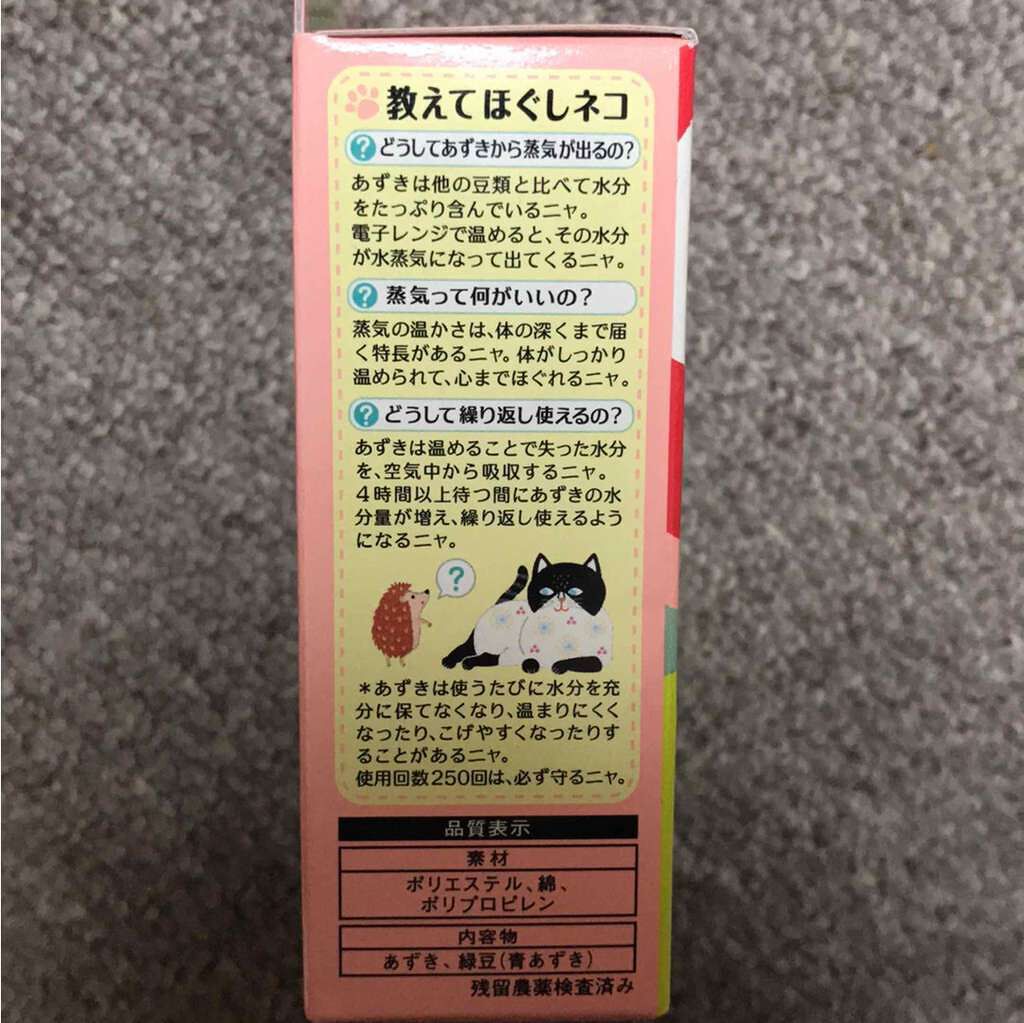 教えてほぐしネコ
? どうしてあずきから蒸気が出るの?
あずきは他の豆類と比べて水分
をたっぷり含んでいるニャ。
電子レンジで温めると、その水分
が水蒸気になって出てくるニャ。
? 蒸気って何がいいの?
蒸気の温かさは、体の深くまで届
く特長があるニャ。体がしっかり
温められて、心までほぐれるニャ。
? どうして繰り返し使えるの?
あずきは温めることで失った水分
を、空気中から吸収するニャ。
4時間以上待つ間にあずきの水
分量が増え、繰り返し使えるよう
になるニャ。
?
*あずきは使うたびに水分を充
分に保てなくなり、温まりにくく
なったり、こげやすくなったりす
ることがあるニャ。
使用回数250回は、必ず守るニャ。
品質表示
素材
ポリエステル、綿、
ポリプロピレン
内容物
あずき、緑豆(青あずき)
残留農薬検査済み